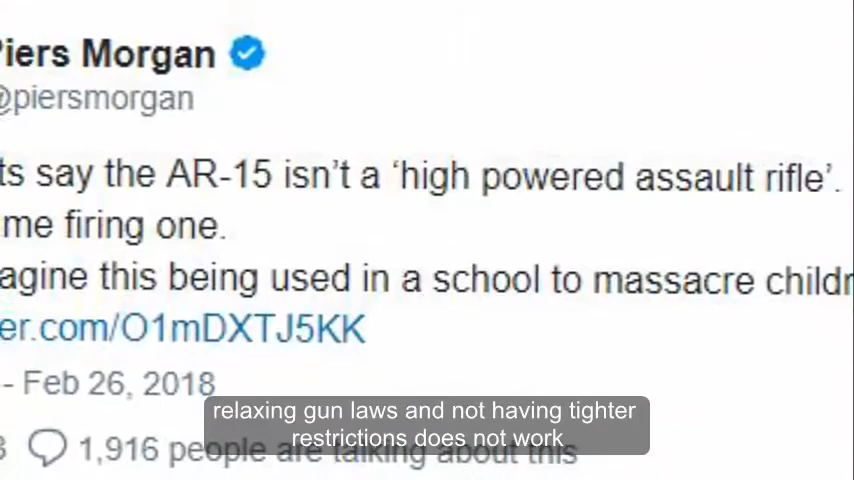 Piers Morgan
@piersmorgan
ts say the AR-15 isn't a 'high powered assault rifle'.
me firing one.
agine this being used in a school to massacre childr
er.com/O1mDXTJ5KK
- Feb 26, 2018
relaxing gun laws and not having tighter
restrictions does not work
1,916 people are talking about this